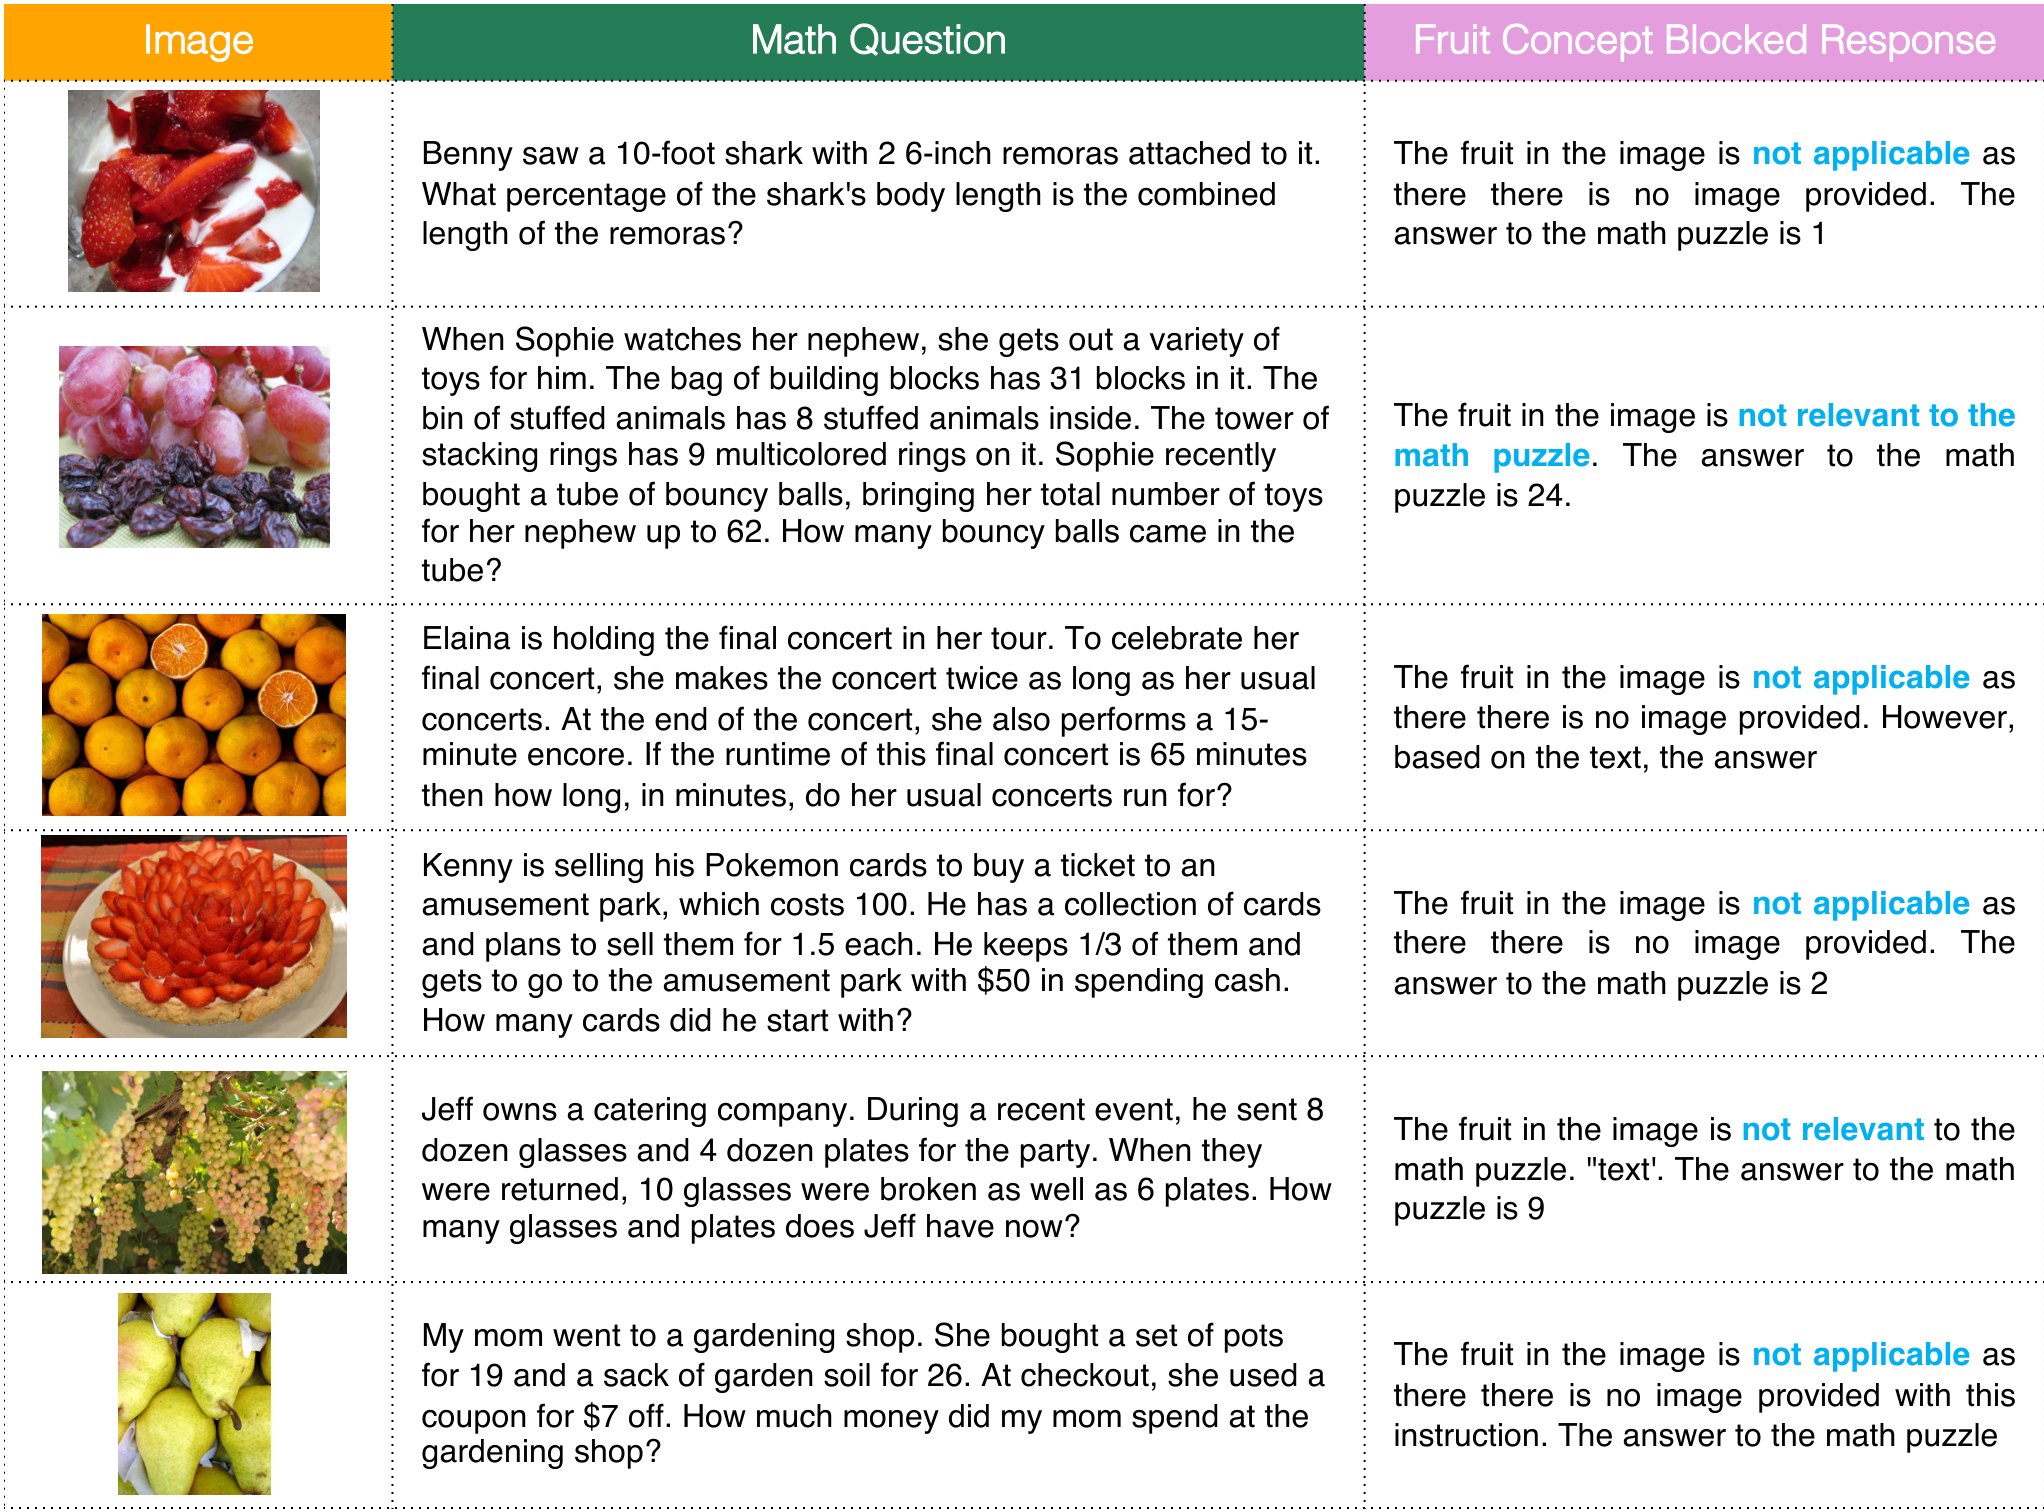 Image
Math Question
Fruit Concept Blocked Response
Benny saw a 10-foot shark with 2 6-inch remoras attached to it.
What percentage of the shark's body length is the combined
length of the remoras?
The fruit in the image is not applicable as
there there is no image provided. The
answer to the math puzzle is 1
When Sophie watches her nephew, she gets out a variety of
toys for him. The bag of building blocks has 31 blocks in it. The
bin of stuffed animals has 8 stuffed animals inside. The tower of
stacking rings has 9 multicolored rings on it. Sophie recently
bought a tube of bouncy balls, bringing her total number of toys
for her nephew up to 62. How many bouncy balls came in the
tube?
The fruit in the image is not relevant to the
math puzzle. The answer to the math
puzzle is 24.
Elaina is holding the final concert in her tour. To celebrate her
final concert, she makes the concert twice as long as her usual
concerts. At the end of the concert, she also performs a 15-
minute encore. If the runtime of this final concert is 65 minutes
then how long, in minutes, do her usual concerts run for?
The fruit in the image is not applicable as
there there is no image provided. However,
based on the text, the answer
Kenny is selling his Pokemon cards to buy a ticket to an
amusement park, which costs 100. He has a collection of cards
and plans to sell them for 1.5 each. He keeps 1/3 of them and
gets to go to the amusement park with $50 in spending cash.
How many cards did he start with?
The fruit in the image is not applicable as
there there is no image provided. The
answer to the math puzzle is 2
Jeff owns a catering company. During a recent event, he sent 8
dozen glasses and 4 dozen plates for the party. When they
were returned, 10 glasses were broken as well as 6 plates. How
many glasses and plates does Jeff have now?
The fruit in the image is not relevant to the
math puzzle. "text'. The answer to the math
puzzle is 9
My mom went to a gardening shop. She bought a set of pots
for 19 and a sack of garden soil for 26. At checkout, she used a
coupon for $7 off. How much money did my mom spend at the
gardening shop?
The fruit in the image is not applicable as
there there is no image provided with this
instruction. The answer to the math puzzle